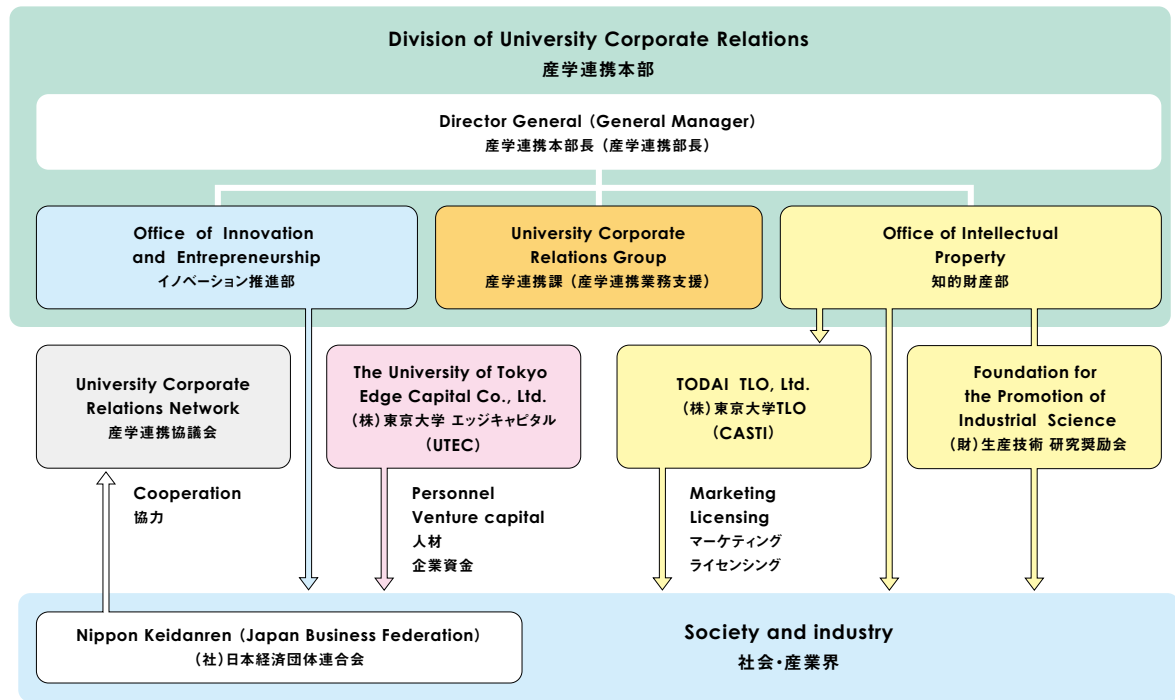 Division of University Corporate Relations
産学連携本部
Director General (General Manager)
産学連携本部長 (産学連携部長)
Office of Innovation
and Entrepreneurship
イノベーション推進部
University Corporate
Relations Group
産学連携課 (産学連携業務支援)
Office of Intellectual
Property
知的財産部
University Corporate
Relations Network
産学連携協議会
The University of Tokyo
Edge Capital Co., Ltd.
(株)東京大学 エッジキャピタル
(UTEC)
TODAI TLO, Ltd.
(株)東京大学TLO
(CASTI)
Foundation for
the Promotion of
Industrial Science
(財)生産技術 研究奨励会
Cooperation
協力
Personnel
Venture capital
人材
企業資金
Marketing
Licensing
マーケティング
ライセンシング
Nippon Keidanren (Japan Business Federation)
(社)日本経済団体連合会
Society and industry
社会・産業界